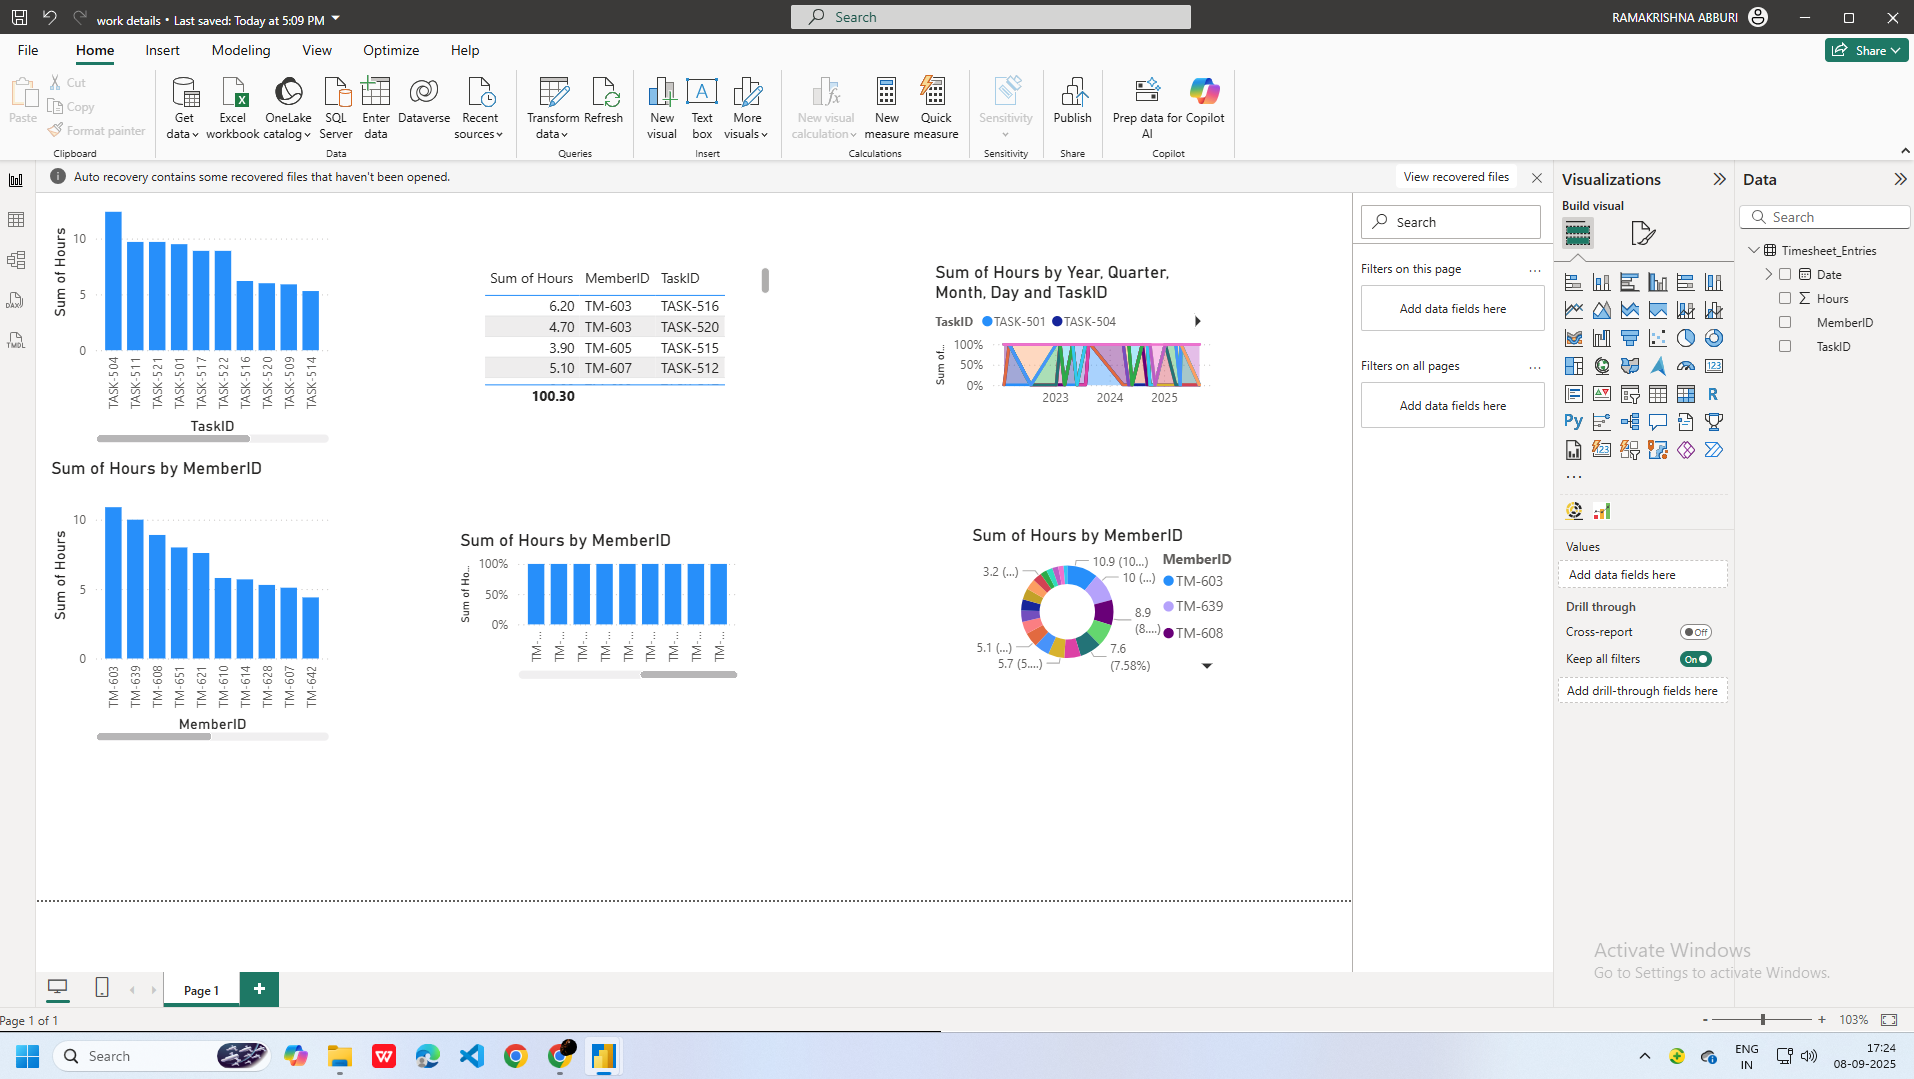 work details • Last saved: Today at 5:09 PM
Search
RAMAKRISHNA ABBURI
File
Home
Insert
Modeling
View
Optimize
Help
Share
Paste
Cut
Copy
Format painter
Clipboard
Get data
Excel workbook
OneLake catalog
SQL Server
Enter data
Dataverse
Recent sources
Data
Transform data
Refresh
Queries
New visual
Text box
More visuals
Insert
New visual calculation
New measure
Quick measure
Calculations
Sensitivity
Sensitivity
Publish
Share
Prep data for AI
Copilot
Copilot
Auto recovery contains some recovered files that haven't been opened.
View recovered files
Sum of Hours
10
5
0
TASK-504
TASK-511
TASK-521
TASK-501
TASK-517
TASK-522
TASK-516
TASK-520
TASK-509
TASK-514
TaskID
Sum of Hours MemberID TaskID
6.20 TM-603 TASK-516
4.70 TM-603 TASK-520
3.90 TM-605 TASK-515
5.10 TM-607 TASK-512
100.30
Sum of Hours by Year, Quarter,
Month, Day and TaskID
TaskID TASK-501 TASK-504
Sum of...
100%
50%
0%
2023 2024 2025
Sum of Hours by MemberID
Sum of Hours
10
5
0
TM-603
TM-639
TM-608
TM-651
TM-621
TM-610
TM-614
TM-628
TM-607
TM-642
MemberID
Sum of Hours by MemberID
Sum of Ho...
100%
50%
0%
TM-...
TM-...
TM-...
TM-...
TM-...
TM-...
TM-...
TM-...
TM-...
Sum of Hours by MemberID
10.9 (10...)
10 (...)
8.9
(8....)
7.6
(7.58%)
5.7 (5....)
5.1 (...)
3.2 (...)
MemberID
TM-603
TM-639
TM-608
Search
Filters on this page
...
Add data fields here
Filters on all pages
...
Add data fields here
Visualizations
Build visual
R
Py
123
...
Values
Add data fields here
Drill through
Cross-report
Off
Keep all filters
On
Add drill-through fields here
Data
Search
Timesheet_Entries
Date
Hours
MemberID
TaskID
DAX
TMDL
Activate Windows
Go to Settings to activate Windows.
Page 1
+
Page 1 of 1
- + 103%
Search
ENG
IN
17:24
08-09-2025